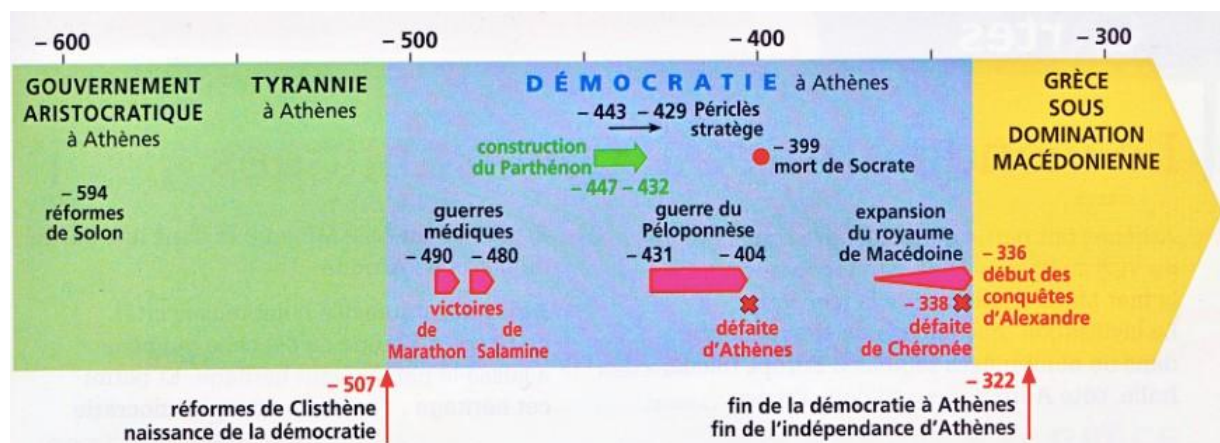 – 600
– 500
– 400
– 300
GOUVERNEMENT
ARISTOCRATIQUE
à Athènes
– 594
réformes
de Solon
TYRANNIE
à Athènes
DÉMOCRATIE à Athènes
– 443 – 429 Périclès
stratège
construction
du Parthénon
– 447 – 432
– 399
mort de Socrate
guerres
médiques
– 490 – 480
victoires
de Marathon
de Salamine
guerre du
Péloponnèse
– 431 – 404
défaite
d'Athènes
expansion
du royaume
de Macédoine
– 338
défaite
de Chéronée
GRÈCE
SOUS
DOMINATION
MACÉDONIENNE
– 336
début des
conquêtes
d'Alexandre
– 507
réformes de Clisthène
naissance de la démocratie
– 322
fin de la démocratie à Athènes
fin de l'indépendance d'Athènes